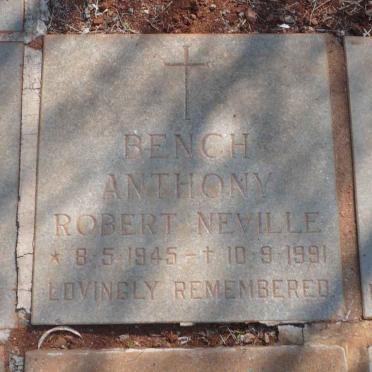 BENCH
ANTHONY
ROBERT NEVILLE
* 8·5·1945 – † 10·9·1991
LOVINGLY REMEMBERED